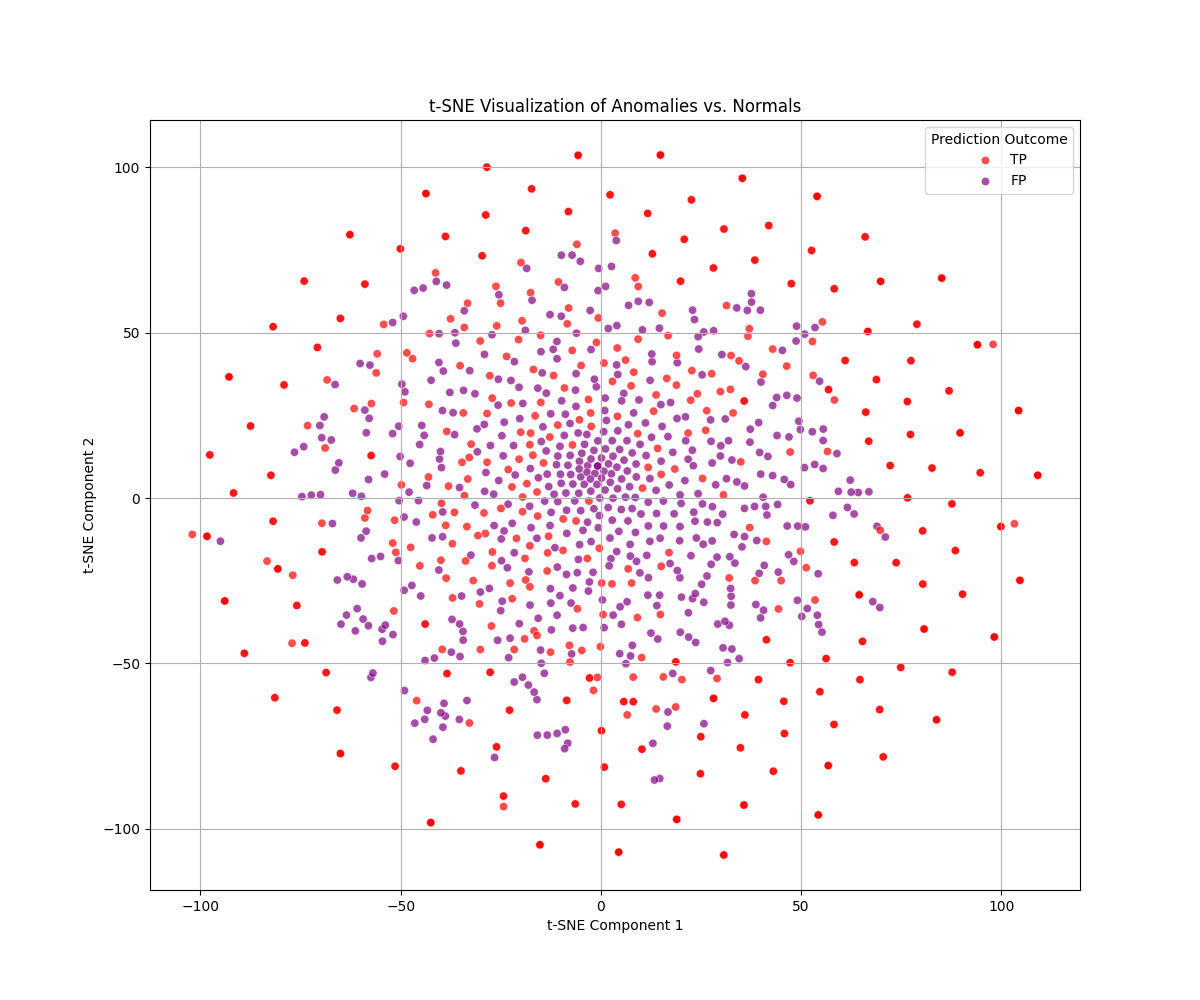 t-SNE Visualization of Anomalies vs. Normals
Prediction Outcome
TP
FP
100
50
0
−50
−100
t-SNE Component 2
−100
−50
0
50
100
t-SNE Component 1